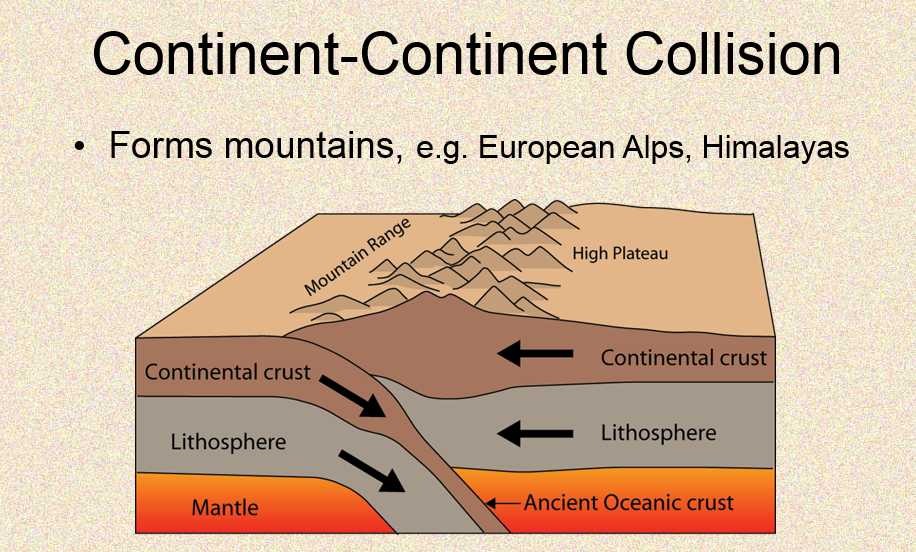 Continent-Continent Collision
• Forms mountains, e.g. European Alps, Himalayas
Mountain Range
High Plateau
Continental crust
Continental crust
Lithosphere
Lithosphere
Mantle
Ancient Oceanic crust